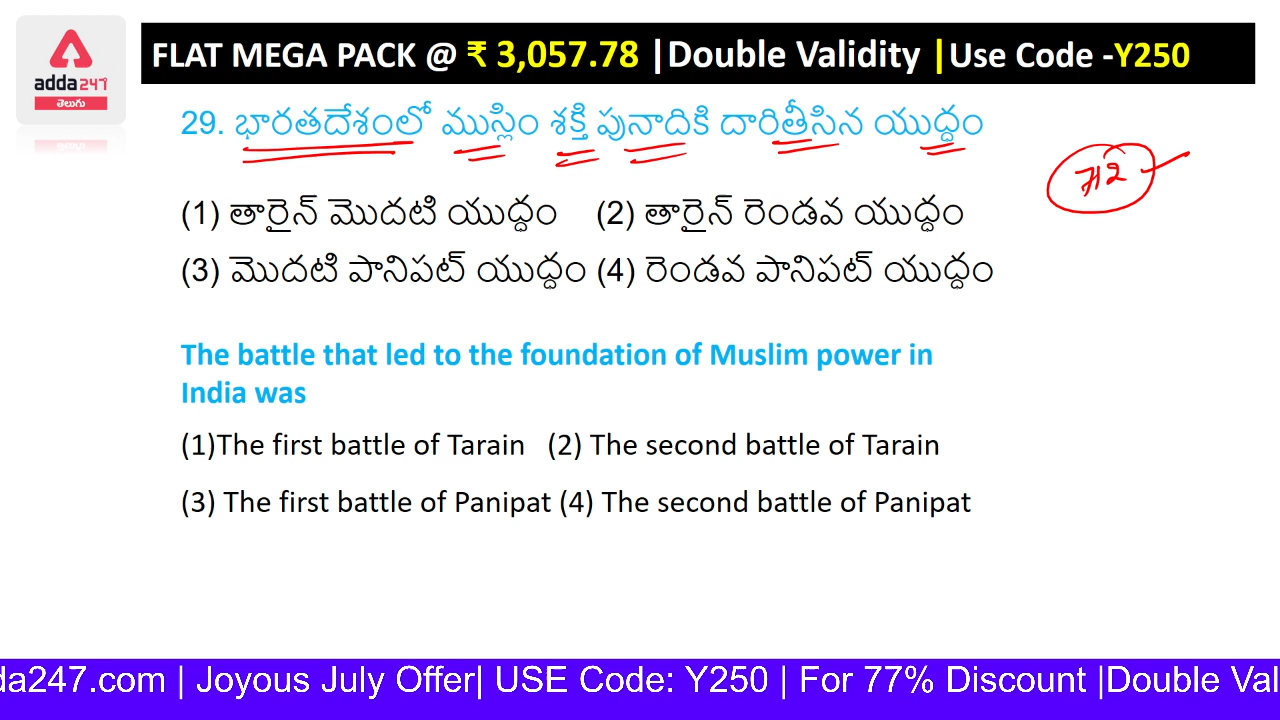 adda247
తెలుగు
FLAT MEGA PACK @ ₹ 3,057.78 |Double Validity |Use Code -Y250
29. భారతదేశంలో ముస్లిం శక్తి పునాదికి దారితీసిన యుద్ధం
712
(1) తారైన్ మొదటి యుద్ధం (2) తారైన్ రెండవ యుద్ధం
(3) మొదటి పానిపట్ యుద్ధం (4) రెండవ పానిపట్ యుద్ధం
The battle that led to the foundation of Muslim power in
India was
(1)The first battle of Tarain (2) The second battle of Tarain
(3) The first battle of Panipat (4) The second battle of Panipat
da247.com | Joyous July Offer| USE Code: Y250 | For 77% Discount |Double Val